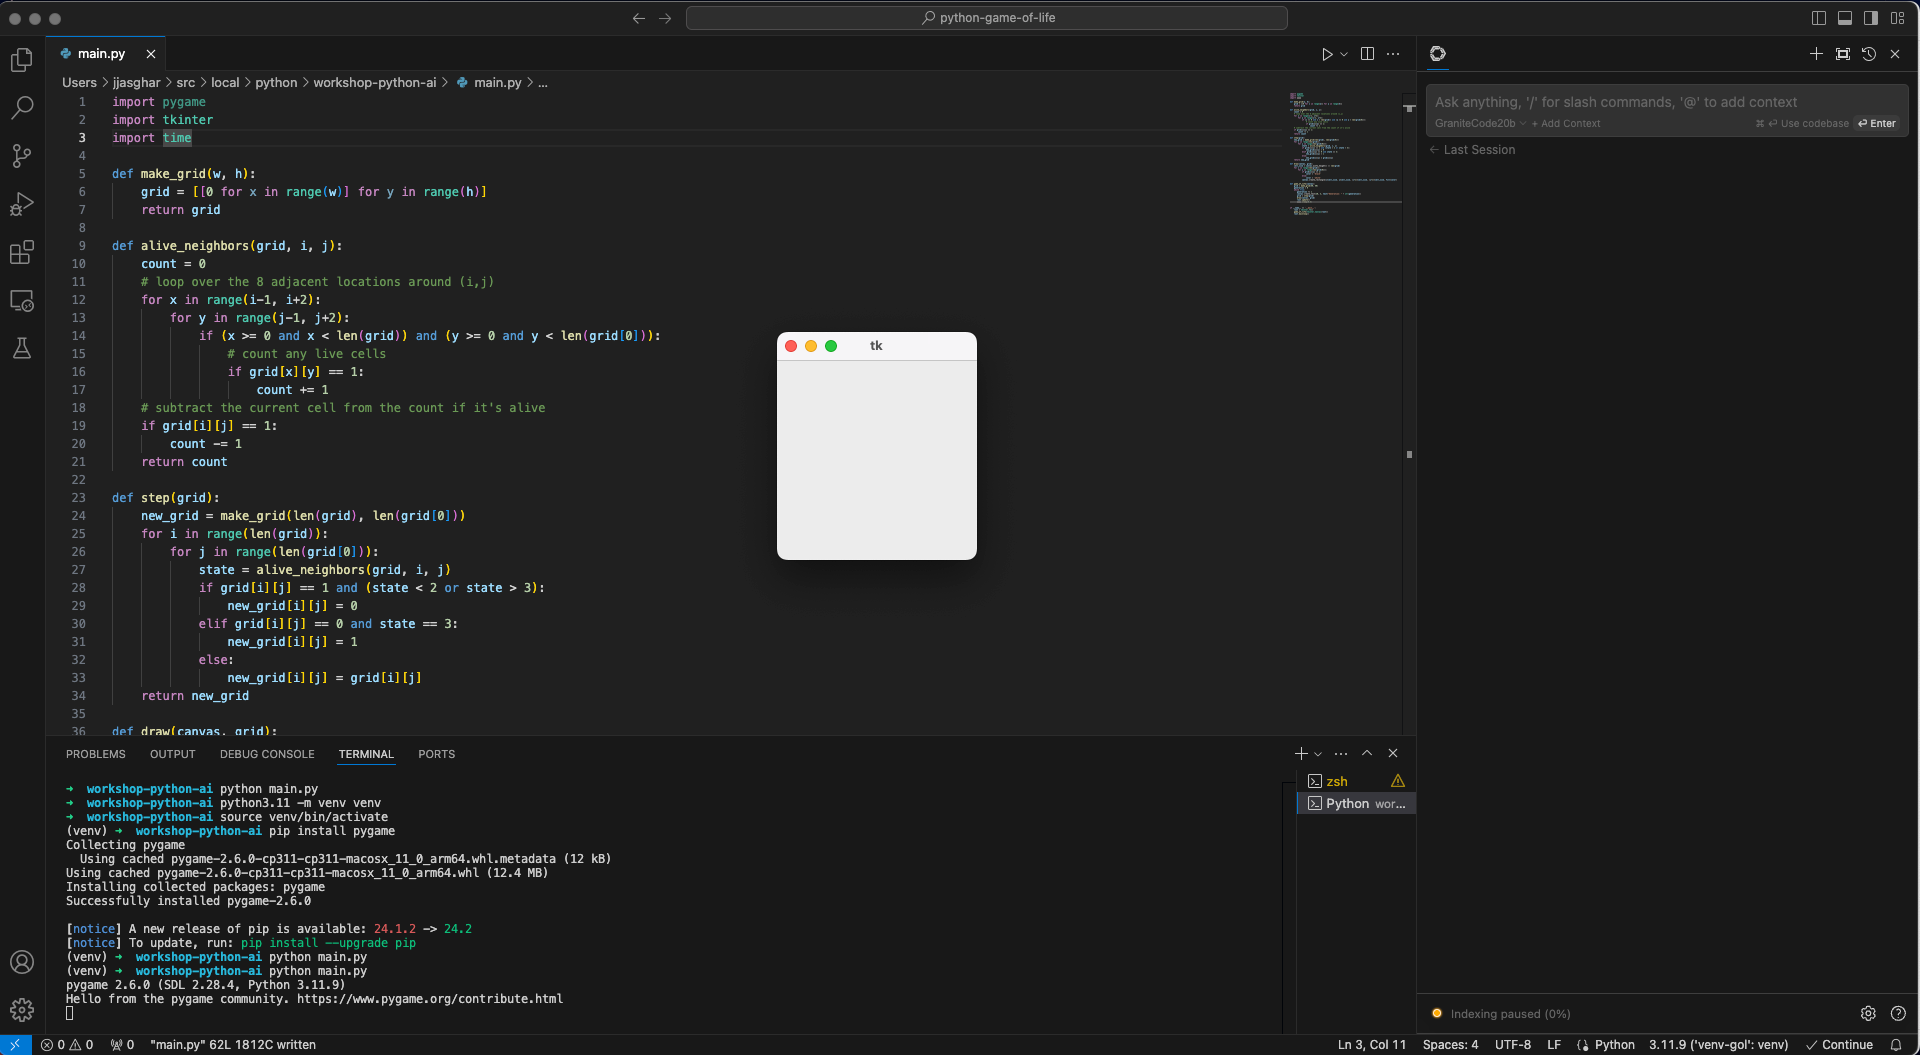 python-game-of-life
main.py
Users > jjasghar > src > local > python > workshop-python-ai > main.py > ...
1 import pygame
2 import tkinter
3 import time
4
5 def make_grid(w, h):
6 grid = [[0 for x in range(w)] for y in range(h)]
7 return grid
8
9 def alive_neighbors(grid, i, j):
10 count = 0
11 # loop over the 8 adjacent locations around (i,j)
12 for x in range(i-1, i+2):
13 for y in range(j-1, j+2):
14 if (x >= 0 and x < len(grid)) and (y >= 0 and y < len(grid[0])):
15 # count any live cells
16 if grid[x][y] == 1:
17 count += 1
18 # subtract the current cell from the count if it's alive
19 if grid[i][j] == 1:
20 count -= 1
21 return count
22
23 def step(grid):
24 new_grid = make_grid(len(grid), len(grid[0]))
25 for i in range(len(grid)):
26 for j in range(len(grid[0])):
27 state = alive_neighbors(grid, i, j)
28 if grid[i][j] == 1 and (state < 2 or state > 3):
29 new_grid[i][j] = 0
30 elif grid[i][j] == 0 and state == 3:
31 new_grid[i][j] = 1
32 else:
33 new_grid[i][j] = grid[i][j]
34 return new_grid
35
36 def draw(canvas, grid):
tk
PROBLEMS OUTPUT DEBUG CONSOLE TERMINAL PORTS
➜ workshop-python-ai python main.py
➜ workshop-python-ai python3.11 -m venv venv
➜ workshop-python-ai source venv/bin/activate
(venv) ➜ workshop-python-ai pip install pygame
Collecting pygame
Using cached pygame-2.6.0-cp311-cp311-macosx_11_0_arm64.whl.metadata (12 kB)
Using cached pygame-2.6.0-cp311-cp311-macosx_11_0_arm64.whl (12.4 MB)
Installing collected packages: pygame
Successfully installed pygame-2.6.0
[notice] A new release of pip is available: 24.1.2 -> 24.2
[notice] To update, run: pip install --upgrade pip
(venv) ➜ workshop-python-ai python main.py
(venv) ➜ workshop-python-ai python main.py
pygame 2.6.0 (SDL 2.28.4, Python 3.11.9)
Hello from the pygame community. https://www.pygame.org/contribute.html
zsh
Python wor...
Ask anything, '/' for slash commands, '@' to add context
GraniteCode20b + Add Context ⌘ ⏎ Use codebase ⏎ Enter
← Last Session
Indexing paused (0%)
0 0 0 "main.py" 62L 1812C written
Ln 3, Col 11 Spaces: 4 UTF-8 LF Python 3.11.9 ('venv-gol': venv) ✓ Continue